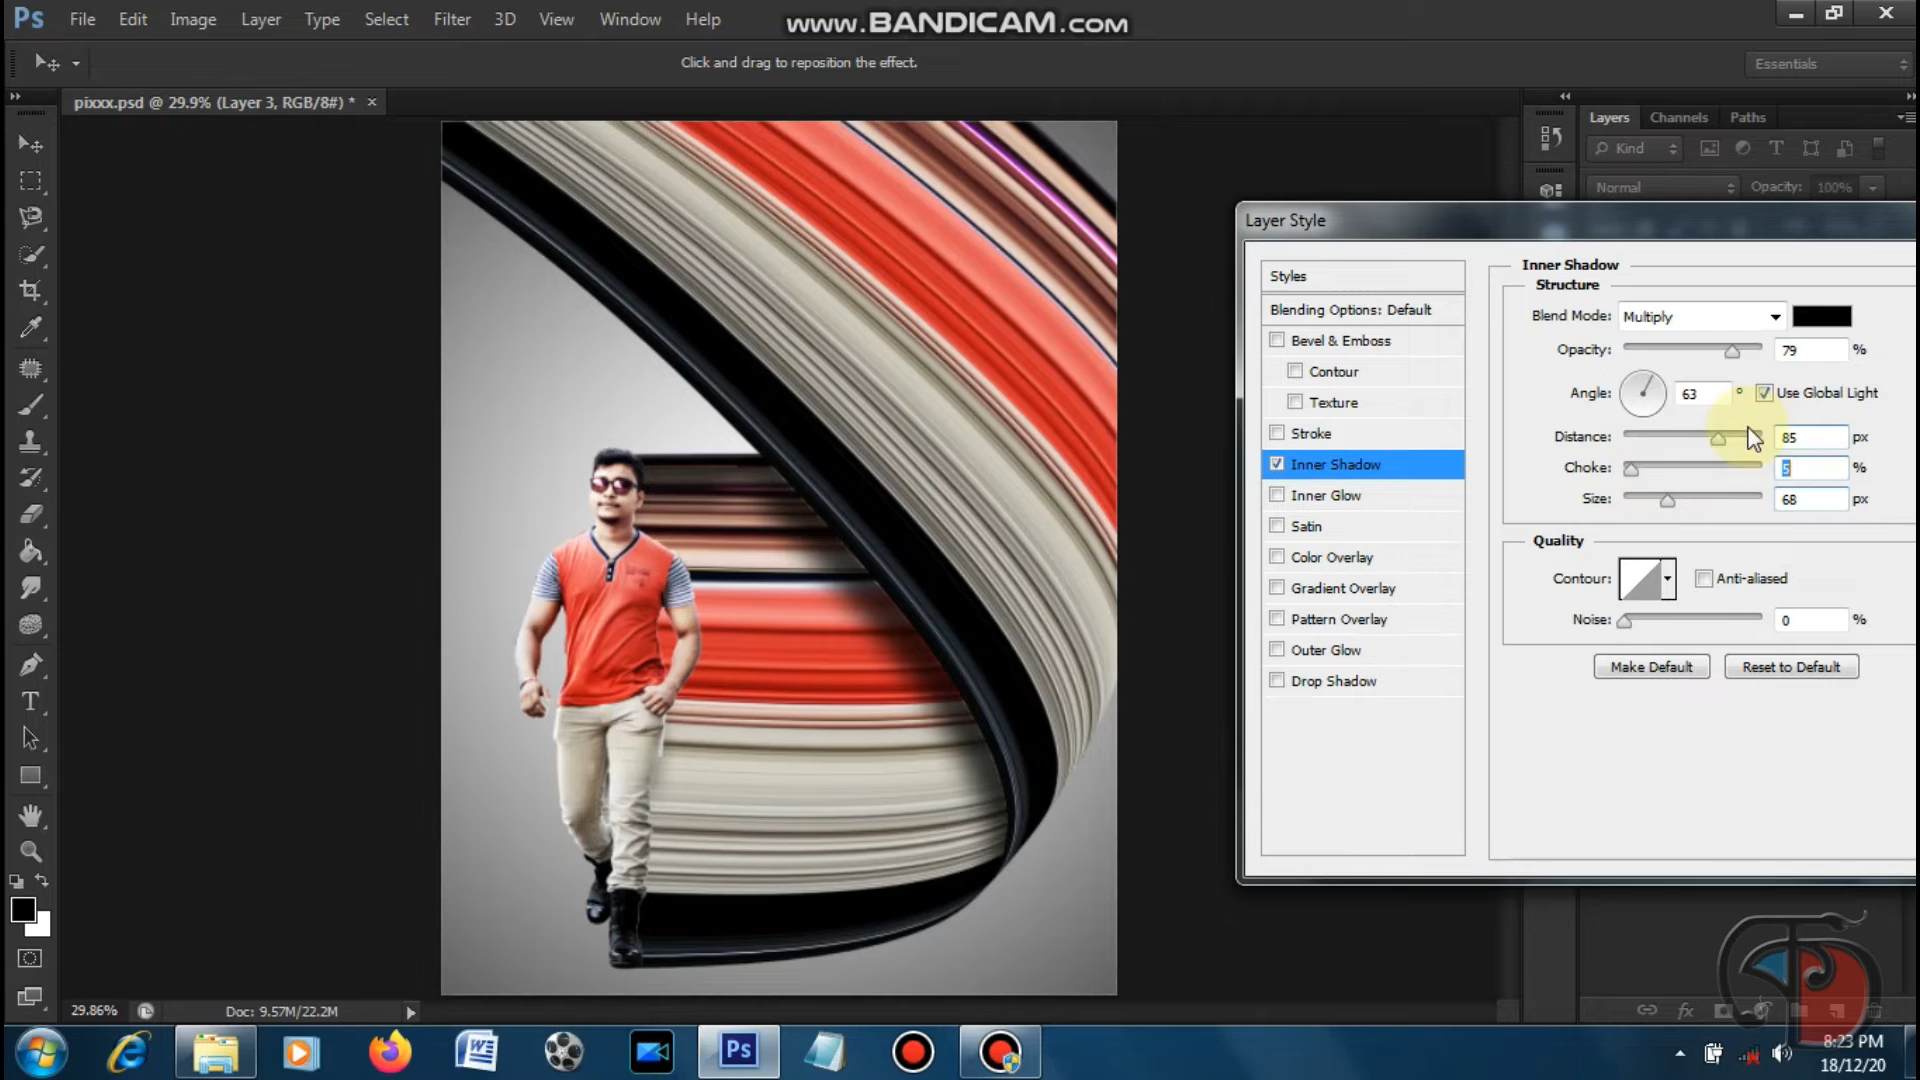 Ps File Edit Image Layer Type Select Filter 3D View Window Help
www.BANDICAM.com
Click and drag to reposition the effect.
Essentials
pixxx.psd @ 29.9% (Layer 3, RGB/8#) * ×
Layers Channels Paths
Kind
Normal Opacity: 100%
Layer Style
Styles
Blending Options: Default
Bevel & Emboss
Contour
Texture
Stroke
Inner Shadow
Inner Glow
Satin
Color Overlay
Gradient Overlay
Pattern Overlay
Outer Glow
Drop Shadow
Inner Shadow
Structure
Blend Mode: Multiply
Opacity: 79 %
Angle: 63 ° Use Global Light
Distance: 85 px
Choke: 5 %
Size: 68 px
Quality
Contour: Anti-aliased
Noise: 0 %
Make Default Reset to Default
29.86% Doc: 9.57M/22.2M
8:23 PM
18/12/20